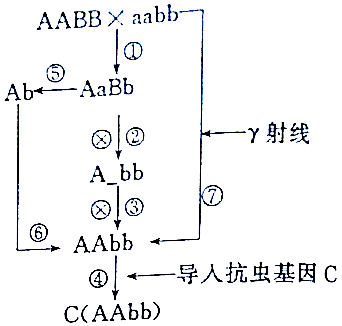 AABB × aabb
①
⑤
Ab
AaBb
⊗ ②
γ射线
A_bb
⊗ ③
⑦
⑥
AAbb
④
导入抗虫基因 C
C(AAbb)